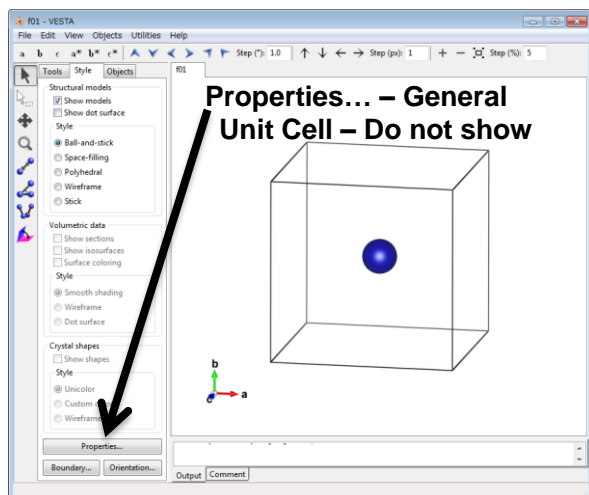 f01 - VESTA
File Edit View Objects Utilities Help
a b c a* b* c* Step (°): 1.0 Step (px): 1 Step (%): 5
Tools Style Objects
f01
Structural models
Show models
Show dot surface
Style
Ball-and-stick
Space-filling
Polyhedral
Wireframe
Stick
Properties... – General
Unit Cell – Do not show
Volumetric data
Show sections
Show isosurfaces
Surface coloring
Style
Smooth shading
Wireframe
Dot surface
Crystal shapes
Show shapes
Style
Unicolor
Custom
Wireframe
b
a
c
Properties...
Boundary... Orientation...
Output Comment